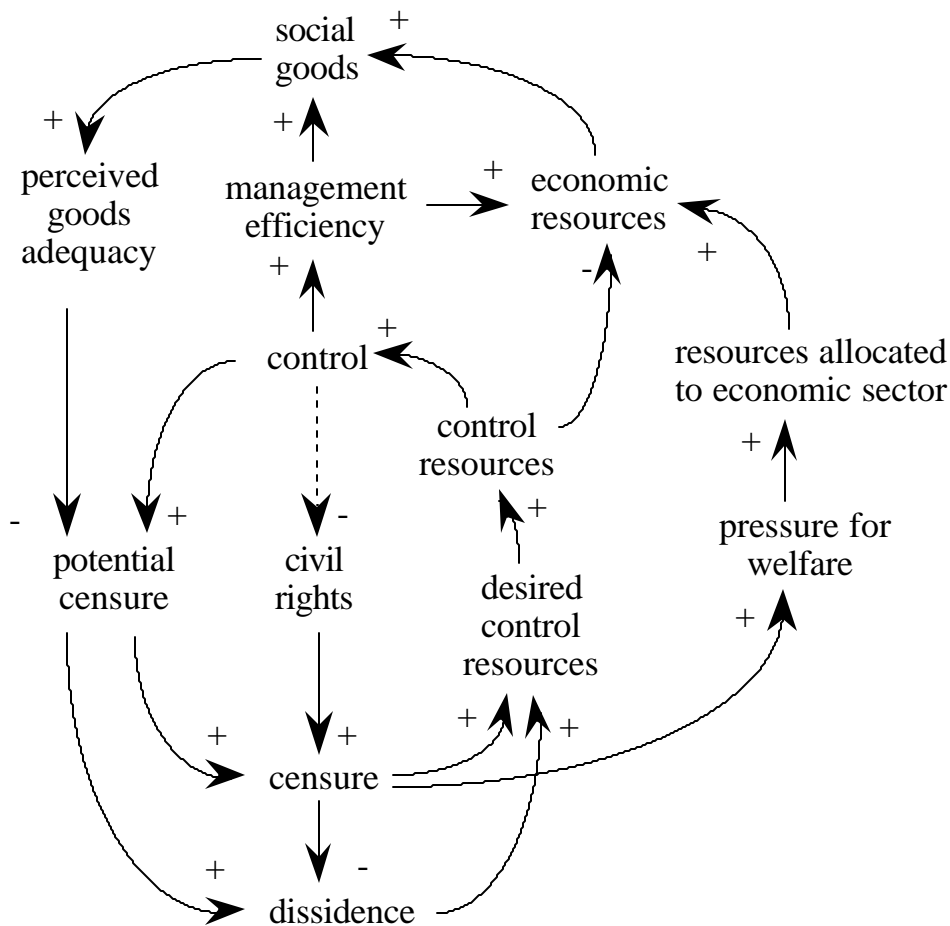 social
goods
+
+
+
perceived
goods
adequacy
management
efficiency
+
economic
resources
+
-
+
control
+
resources allocated
to economic sector
control
resources
+
-
+
-
+
pressure for
welfare
potential
censure
civil
rights
desired
control
resources
+
+
+
+
+
censure
+
-
dissidence